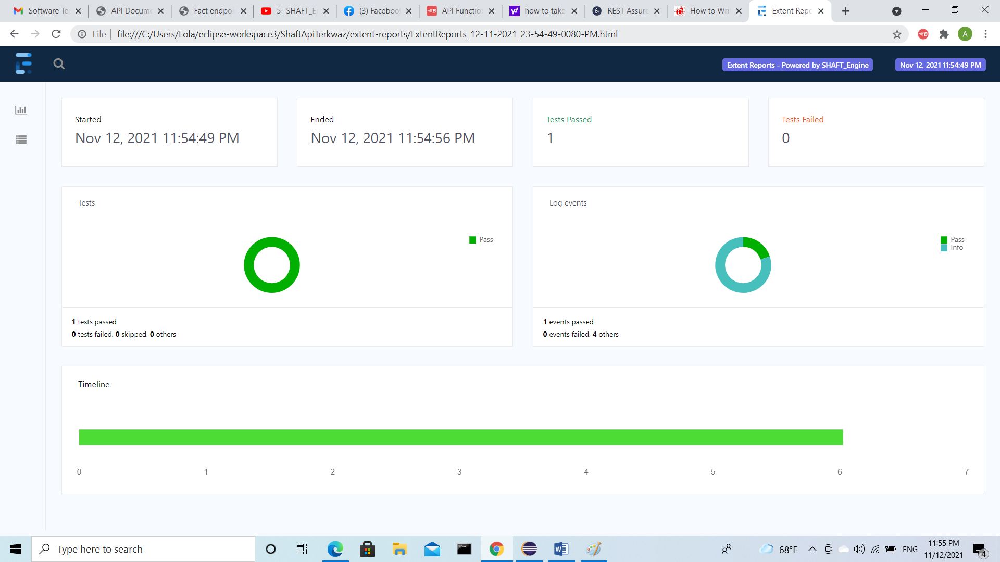 Software Te
API Docume
Fact endpoi
5- SHAFT_E
(3) Faceboo
API Function
how to take
REST Assure
How to Wri
Extent Repo
File
file:///C:/Users/Lola/eclipse-workspace3/ShaftApiTerkwaz/extent-reports/ExtentReports_12-11-2021_23-54-49-0080-PM.html
A
Extent Reports - Powered by SHAFT_Engine
Nov 12, 2021 11:54:49 PM
Started
Nov 12, 2021 11:54:49 PM
Ended
Nov 12, 2021 11:54:56 PM
Tests Passed
1
Tests Failed
0
Tests
Pass
1 tests passed
0 tests failed, 0 skipped, 0 others
Log events
Pass
Info
1 events passed
0 events failed, 4 others
Timeline
0 1 2 3 4 5 6 7
Type here to search
68°F
ENG
11:55 PM
11/12/2021
4